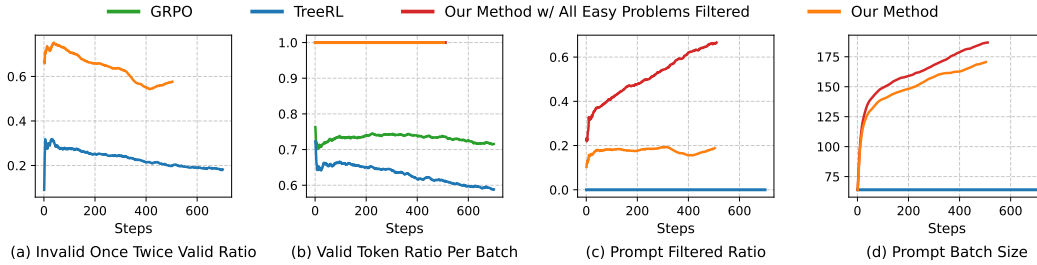 GRPO TreeRL Our Method w/ All Easy Problems Filtered Our Method
0.6
0.4
0.2
0 200 400 600
Steps
(a) Invalid Once Twice Valid Ratio
1.0
0.9
0.8
0.7
0.6
0 200 400 600
Steps
(b) Valid Token Ratio Per Batch
0.6
0.4
0.2
0.0
0 200 400 600
Steps
(c) Prompt Filtered Ratio
175
150
125
100
75
0 200 400 600
Steps
(d) Prompt Batch Size